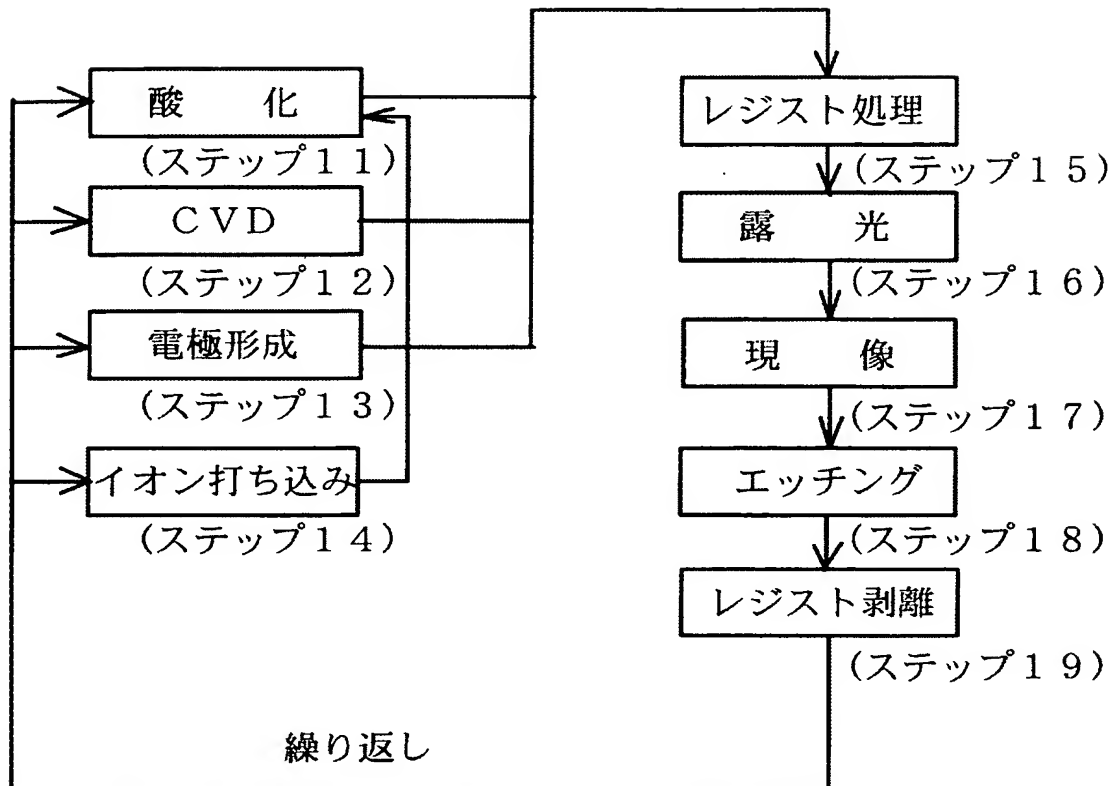 酸　化
(ステップ１１)
ＣＶＤ
(ステップ１２)
電極形成
(ステップ１３)
イオン打ち込み
(ステップ１４)
レジスト処理
(ステップ１５)
露　光
(ステップ１６)
現　像
(ステップ１７)
エッチング
(ステップ１８)
レジスト剥離
(ステップ１９)
繰り返し